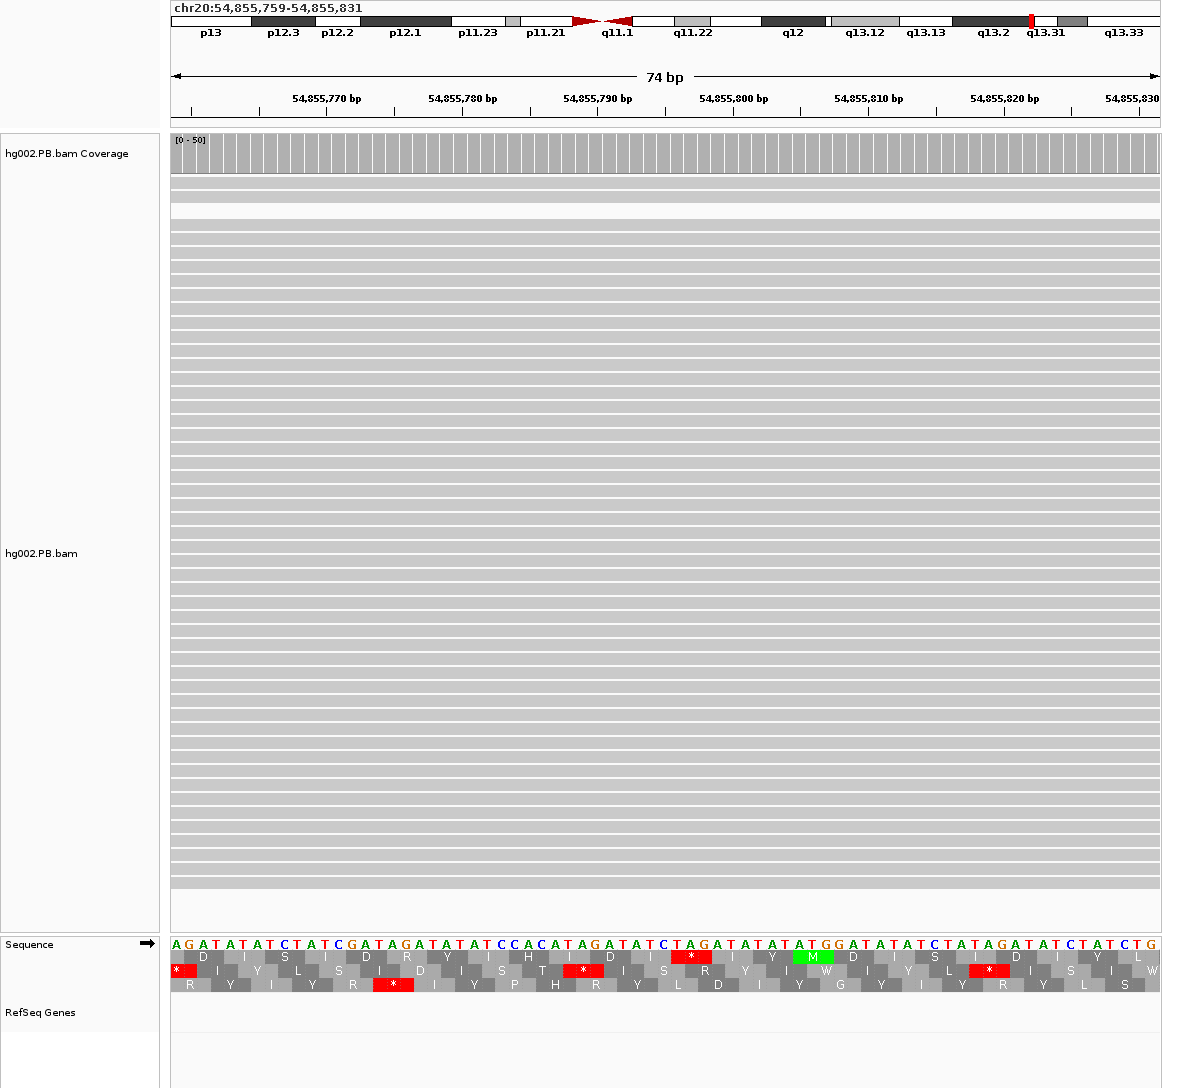 chr20:54,855,759-54,855,831
p13 p12.3 p12.2 p12.1 p11.23 p11.21 q11.1 q11.22 q12 q13.12 q13.13 q13.2 q13.31 q13.33
74 bp
54,855,770 bp 54,855,780 bp 54,855,790 bp 54,855,800 bp 54,855,810 bp 54,855,820 bp 54,855,830
[0 - 50]
hg002.PB.bam Coverage
hg002.PB.bam
Sequence A G A T A T A T C T A T C G A T A G A T A T A T C C A C A T A G A T A T C T A G A T A T A T A T G G A T A T A T C T A T A G A T A T C T A T C T G
D I S I D R Y I H I D I * I Y M D I S I D I Y L
* I Y L S I D I S T * I S R Y I W I Y L * I S I W
R Y I Y R * I Y P H R Y L D I Y G Y I Y R Y L S
RefSeq Genes